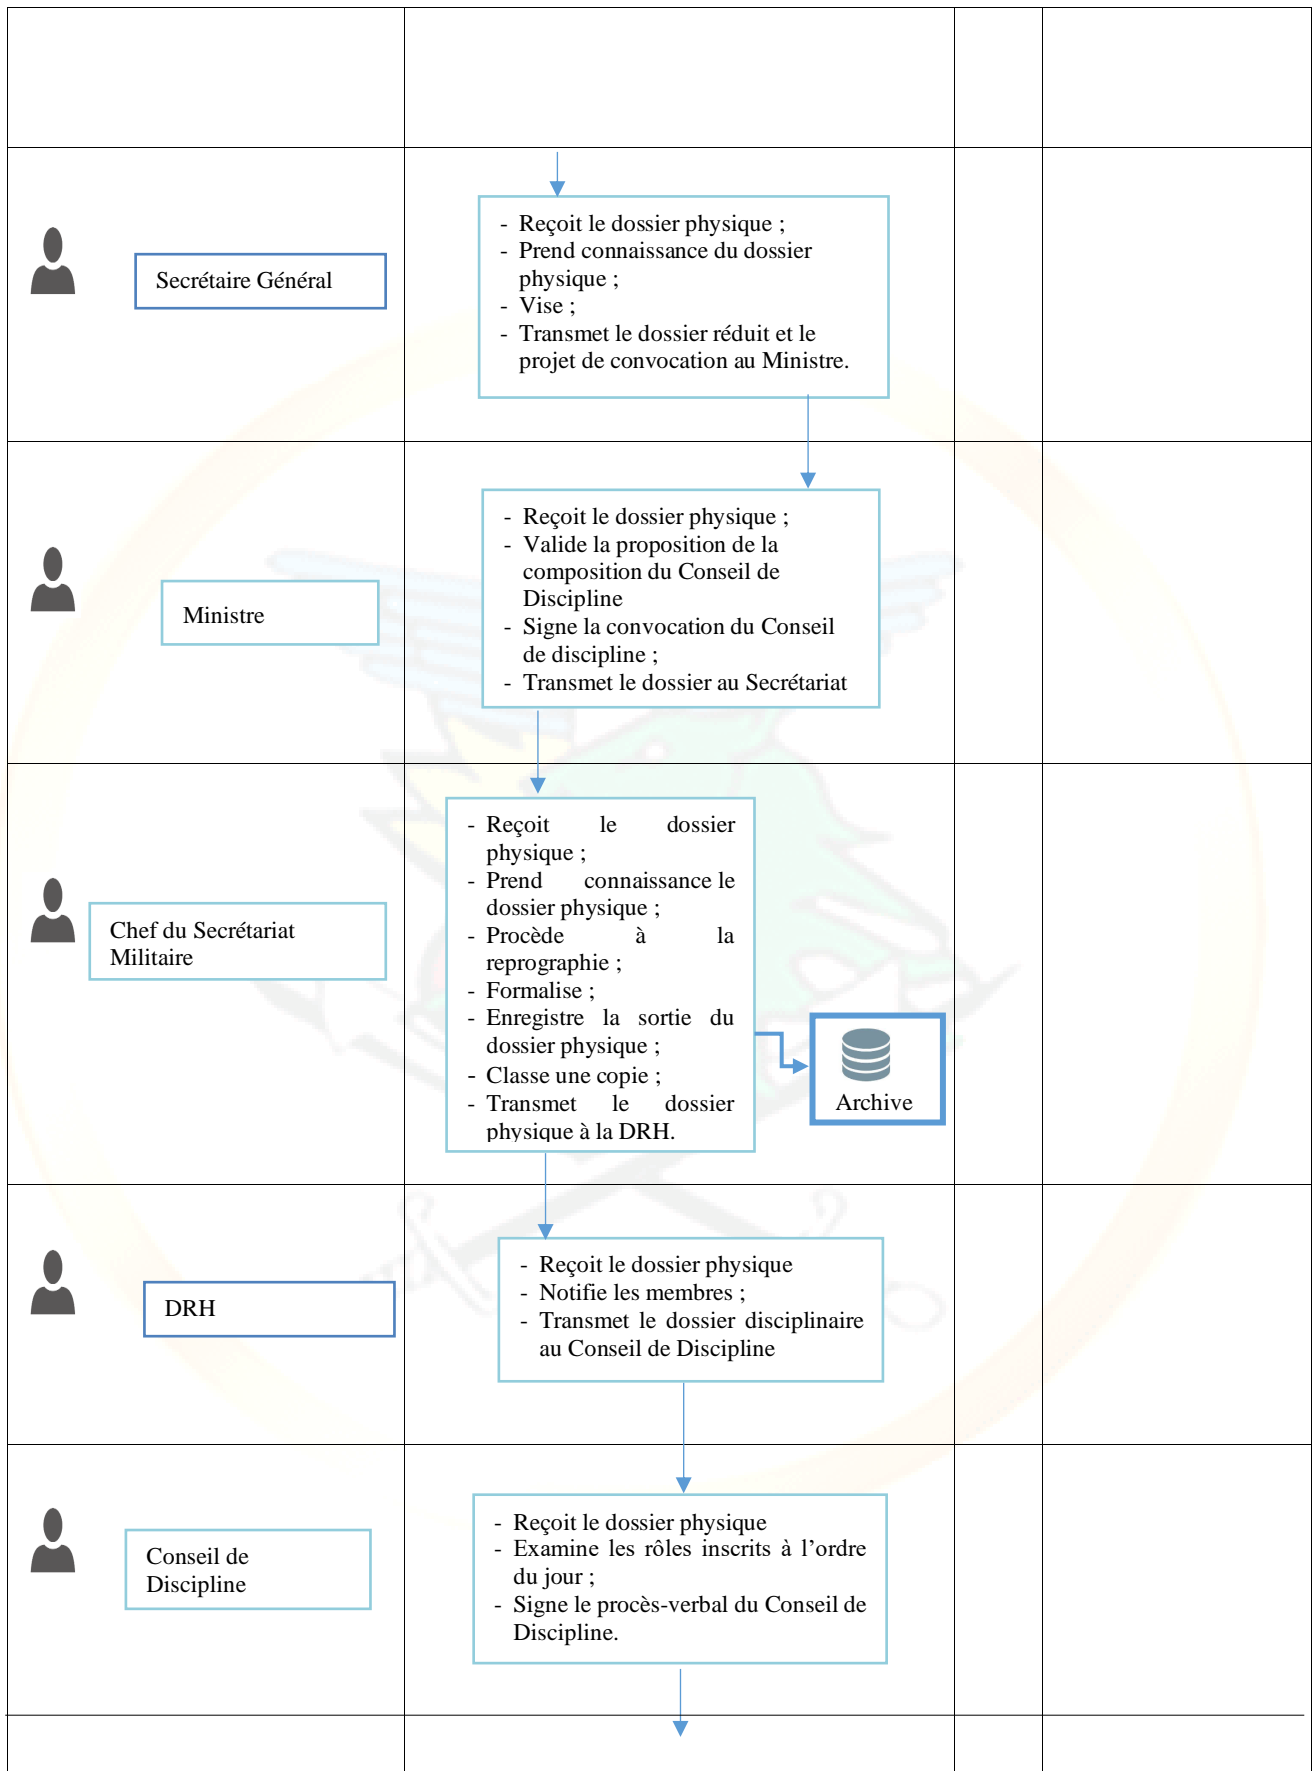 Secrétaire Général
- Reçoit le dossier physique ;
- Prend connaissance du dossier
physique ;
- Vise ;
- Transmet le dossier réduit et le
projet de convocation au Ministre.
Ministre
- Reçoit le dossier physique ;
- Valide la proposition de la
composition du Conseil de
Discipline
- Signe la convocation du Conseil
de discipline ;
- Transmet le dossier au Secrétariat
Chef du Secrétariat
Militaire
- Reçoit le dossier
physique ;
- Prend connaissance le
dossier physique ;
- Procède à la
reprographie ;
- Formalise ;
- Enregistre la sortie du
dossier physique ;
- Classe une copie ;
- Transmet le dossier
physique à la DRH.
Archive
DRH
- Reçoit le dossier physique
- Notifie les membres ;
- Transmet le dossier disciplinaire
au Conseil de Discipline
Conseil de
Discipline
- Reçoit le dossier physique
- Examine les rôles inscrits à l’ordre
du jour ;
- Signe le procès-verbal du Conseil de
Discipline.